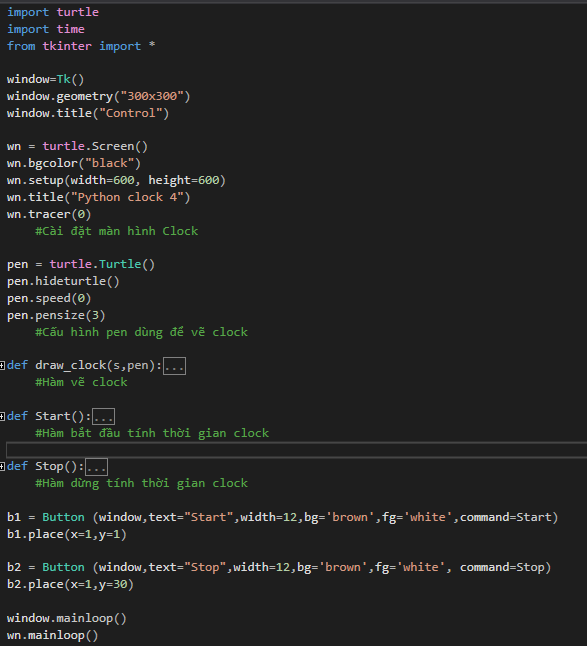 import turtle
import time
from tkinter import *
window=Tk()
window.geometry("300x300")
window.title("Control")
wn = turtle.Screen()
wn.bgcolor("black")
wn.setup(width=600, height=600)
wn.title("Python clock 4")
wn.tracer(0)
#Cài đặt màn hình Clock
pen = turtle.Turtle()
pen.hideturtle()
pen.speed(0)
pen.pensize(3)
#Cấu hình pen dùng để vẽ clock
def draw_clock(s,pen):...
#Hàm vẽ clock
def Start():...
#Hàm bắt đầu tính thời gian clock
def Stop():...
#Hàm dừng tính thời gian clock
b1 = Button (window,text="Start",width=12,bg='brown',fg='white',command=Start)
b1.place(x=1,y=1)
b2 = Button (window,text="Stop",width=12,bg='brown',fg='white', command=Stop)
b2.place(x=1,y=30)
window.mainloop()
wn.mainloop()